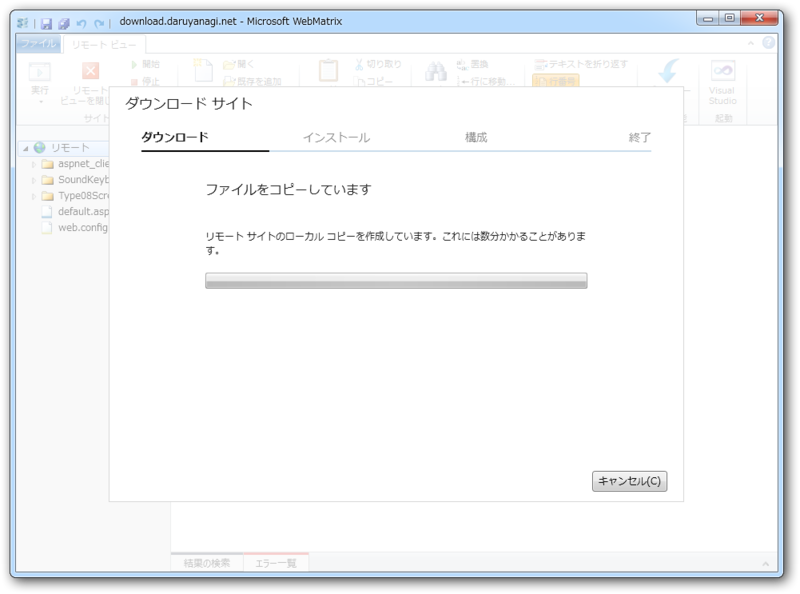 download.daruyanagi.net - Microsoft WebMatrix
ファイル
リモート ビュー
開始
開く
切り取り
置換
テキストを折り返す
停止
既存を追加
コピー
行に移動
行番号
実行
リモート
ビューを閉じ
Visual
Studio
サイト
起動
ダウンロード サイト
ダウンロード インストール 構成 終了
リモート
aspnet_clie
SoundKeyb
Type08Scr
default.asp
web.config
ファイルをコピーしています
リモート サイトのローカル コピーを作成しています。これには数分かかることがありま
す。
キャンセル(C)
結果の検索
エラー一覧